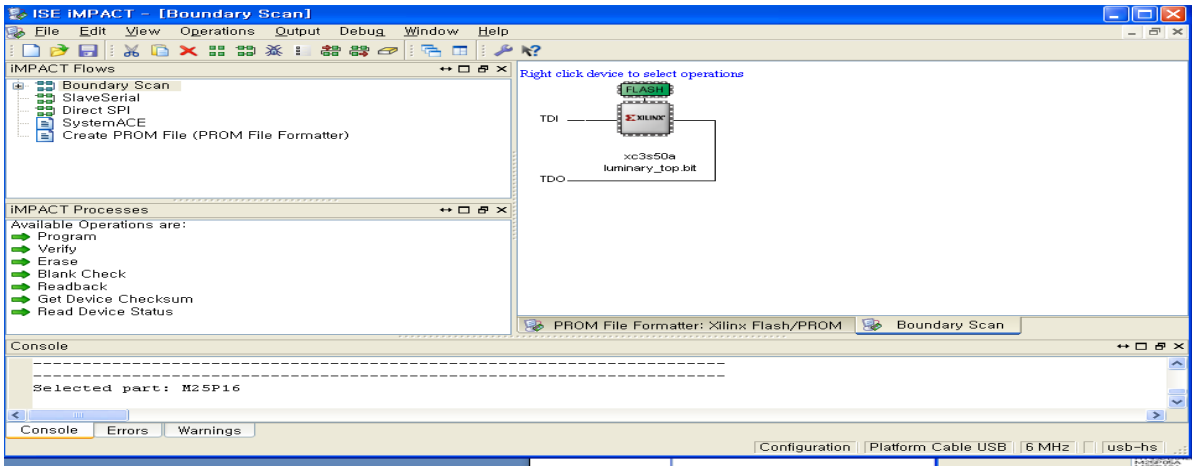 ISE iMPACT - [Boundary Scan]
File Edit View Operations Output Debug Window Help
iMPACT Flows
Boundary Scan
SlaveSerial
Direct SPI
SystemACE
Create PROM File (PROM File Formatter)
iMPACT Processes
Available Operations are:
Program
Verify
Erase
Blank Check
Readback
Get Device Checksum
Read Device Status
Right click device to select operations
FLASH
TDI
XILINX
xc3s50a
luminary_top.bit
TDO
PROM File Formatter: Xilinx Flash/PROM Boundary Scan
Console
Selected part: M25P16
Console Errors Warnings
Configuration Platform Cable USB 6 MHz usb-hs